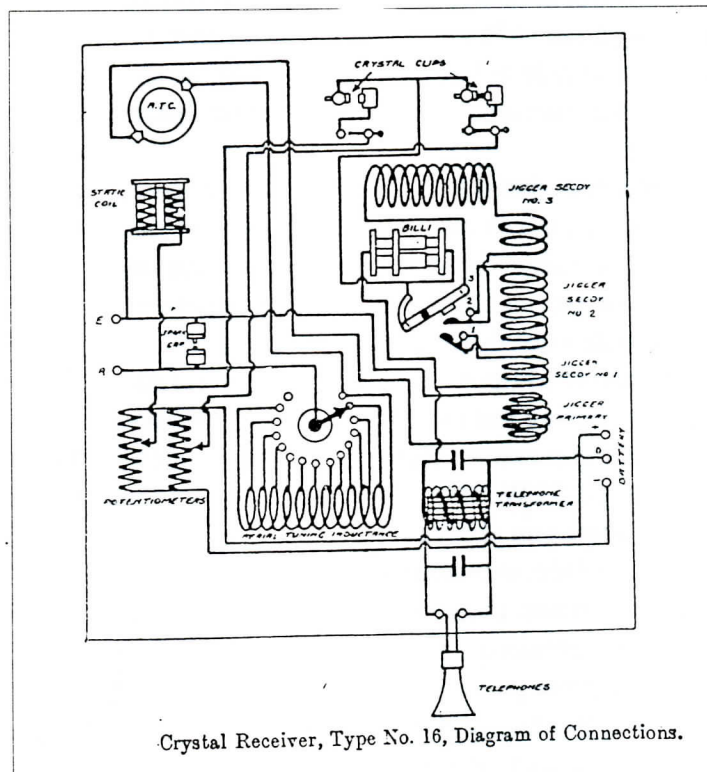 CRYSTAL CLIPS
A.T.C.
STATIC
COIL
JIGGER SECDY
NO. 3
BILLI
3
2
1
JIGGER
SECDY
NO. 2
E
SPARK
GAP
A
JIGGER
SECDY NO. 1
JIGGER
PRIMARY
+
O
−
BATTERY
POTENTIOMETERS
AERIAL TUNING INDUCTANCE
TELEPHONE
TRANSFORMER
TELEPHONES
Crystal Receiver, Type No. 16, Diagram of Connections.